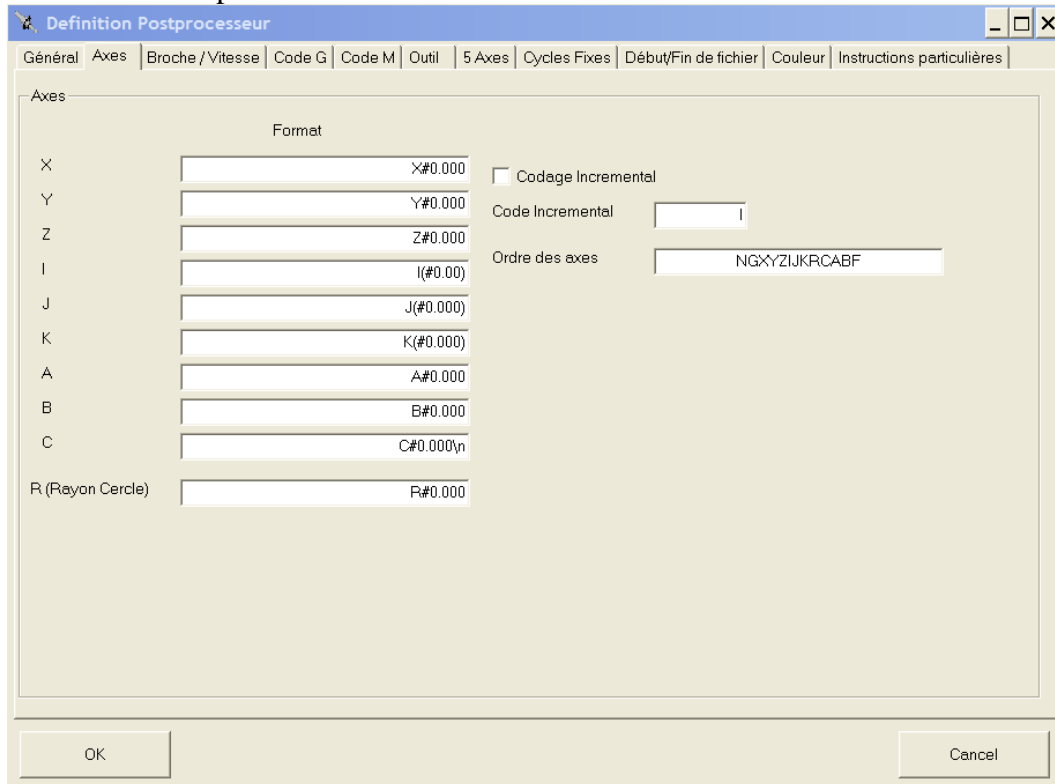 Definition Postprocesseur
Général Axes Broche / Vitesse Code G Code M Outil 5 Axes Cycles Fixes Début/Fin de fichier Couleur Instructions particulières
Axes
Format
X X#0.000
Codage Incremental
Y Y#0.000
Code Incremental I
Z Z#0.000
Ordre des axes NGXYZIJKRCABF
I I(#0.00)
J J(#0.000)
K K(#0.000)
A A#0.000
B B#0.000
C C#0.000\n
R (Rayon Cercle) R#0.000
OK Cancel